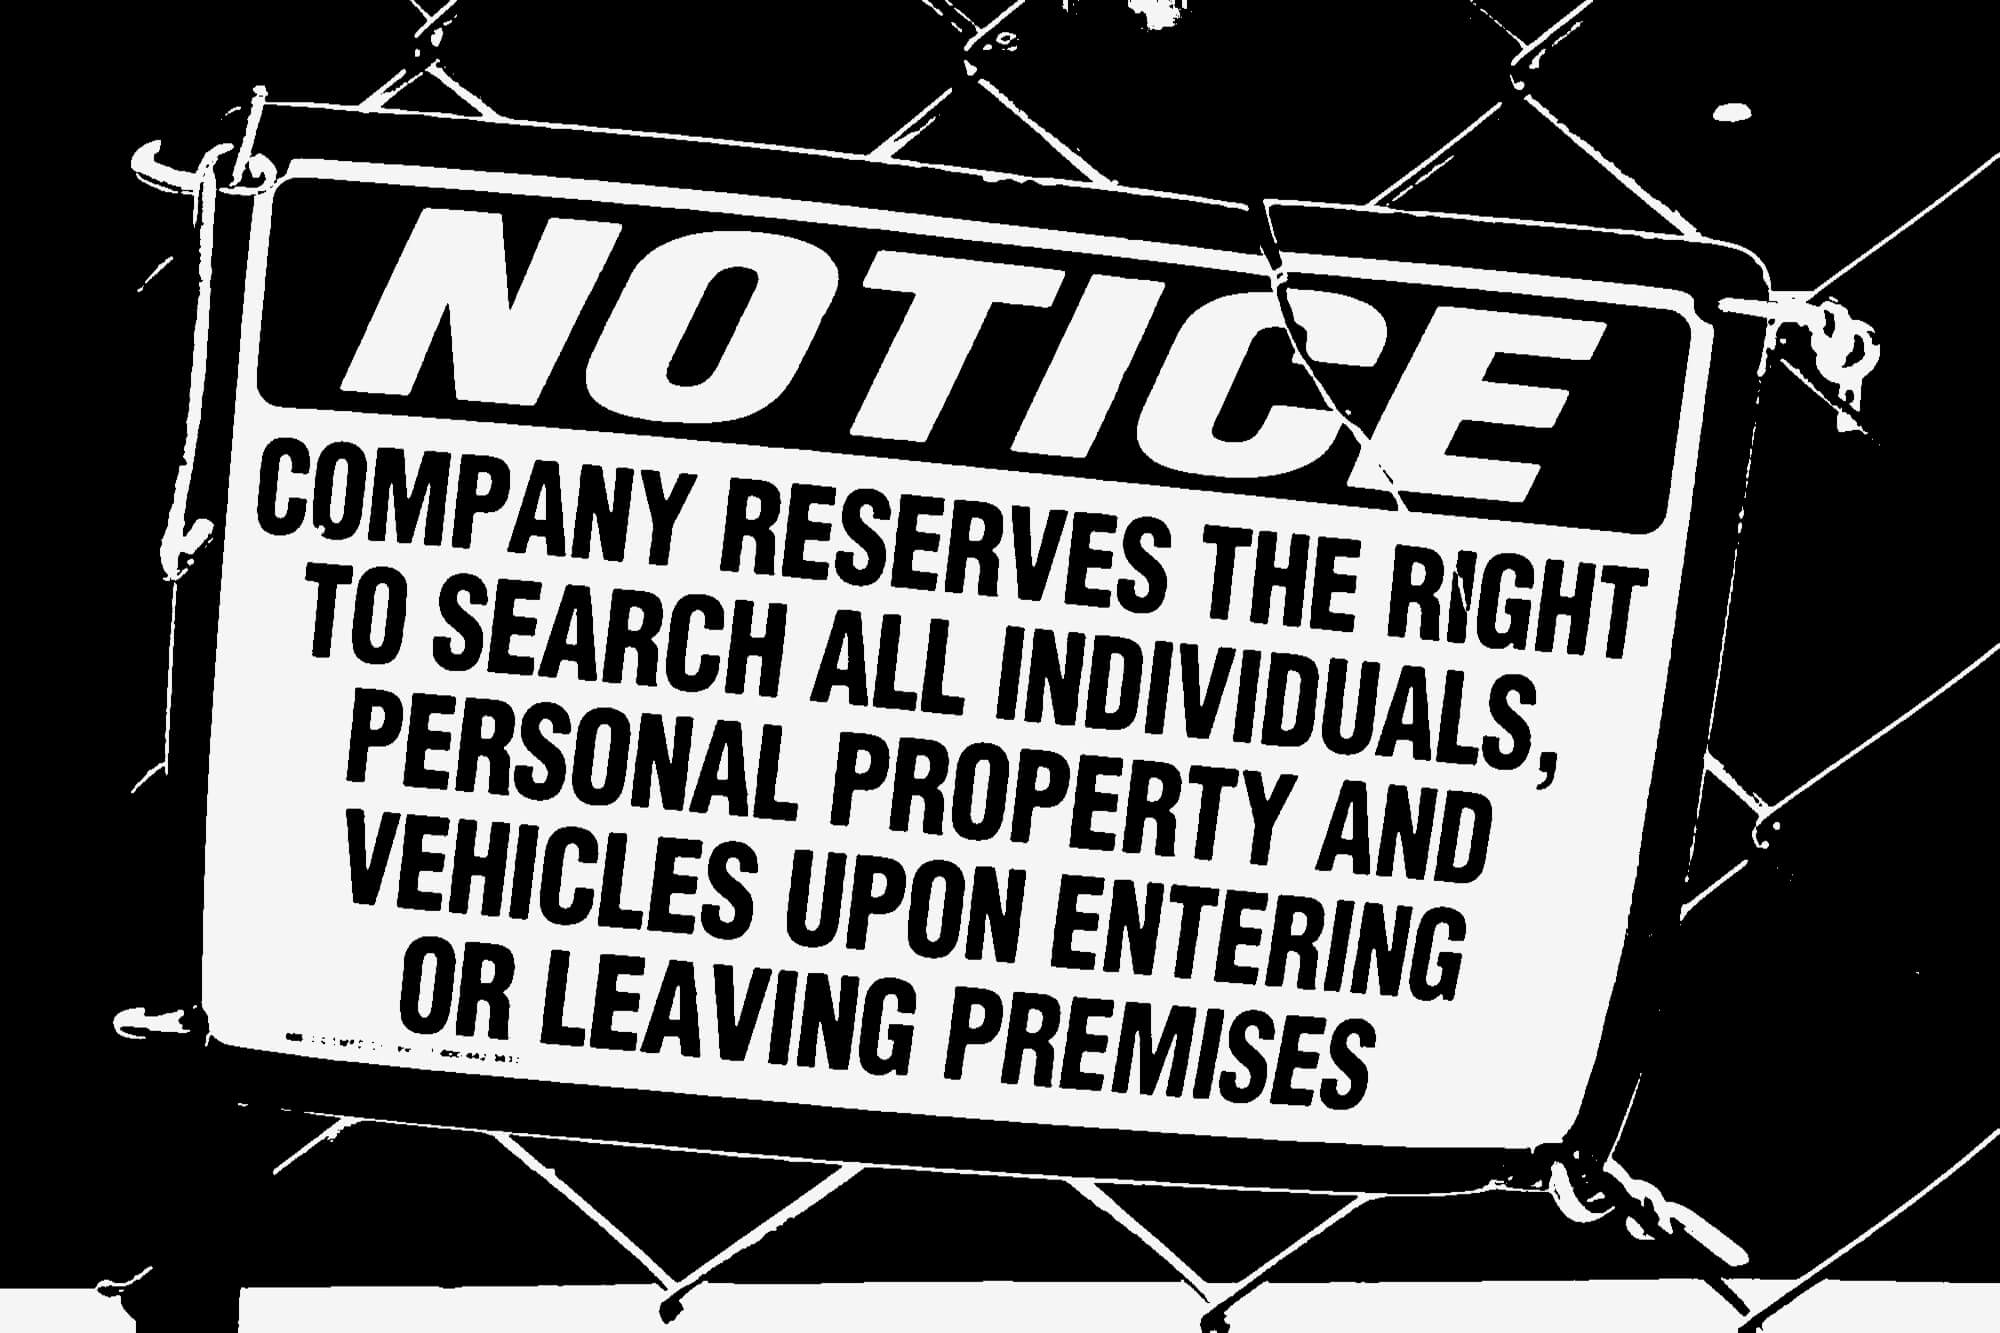 NOTICE
COMPANY RESERVES THE RIGHT
TO SEARCH ALL INDIVIDUALS,
PERSONAL PROPERTY AND
VEHICLES UPON ENTERING
OR LEAVING PREMISES